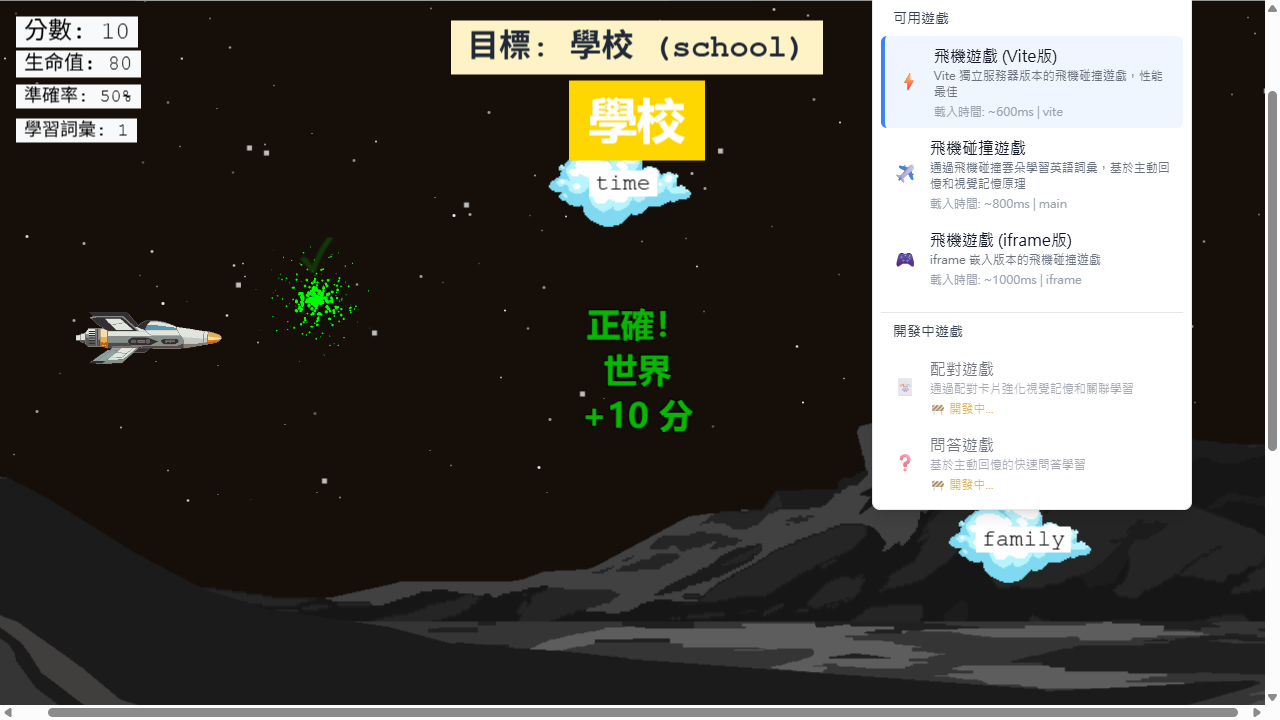 分數: 10
生命值: 80
準確率: 50%
學習詞彙: 1
目標: 學校 (school)
學校
time
正確!
世界
+10 分
family
可用遊戲
飛機遊戲 (Vite版)
Vite 獨立服務器版本的飛機碰撞遊戲，性能
最佳
載入時間: ~600ms | vite
飛機碰撞遊戲
通過飛機碰撞雲朵學習英語詞彙，基於主動回
憶和視覺記憶原理
載入時間: ~800ms | main
飛機遊戲 (iframe版)
iframe 嵌入版本的飛機碰撞遊戲
載入時間: ~1000ms | iframe
開發中遊戲
配對遊戲
通過配對卡片強化視覺記憶和關聯學習
開發中...
問答遊戲
基於主動回憶的快速問答學習
開發中...